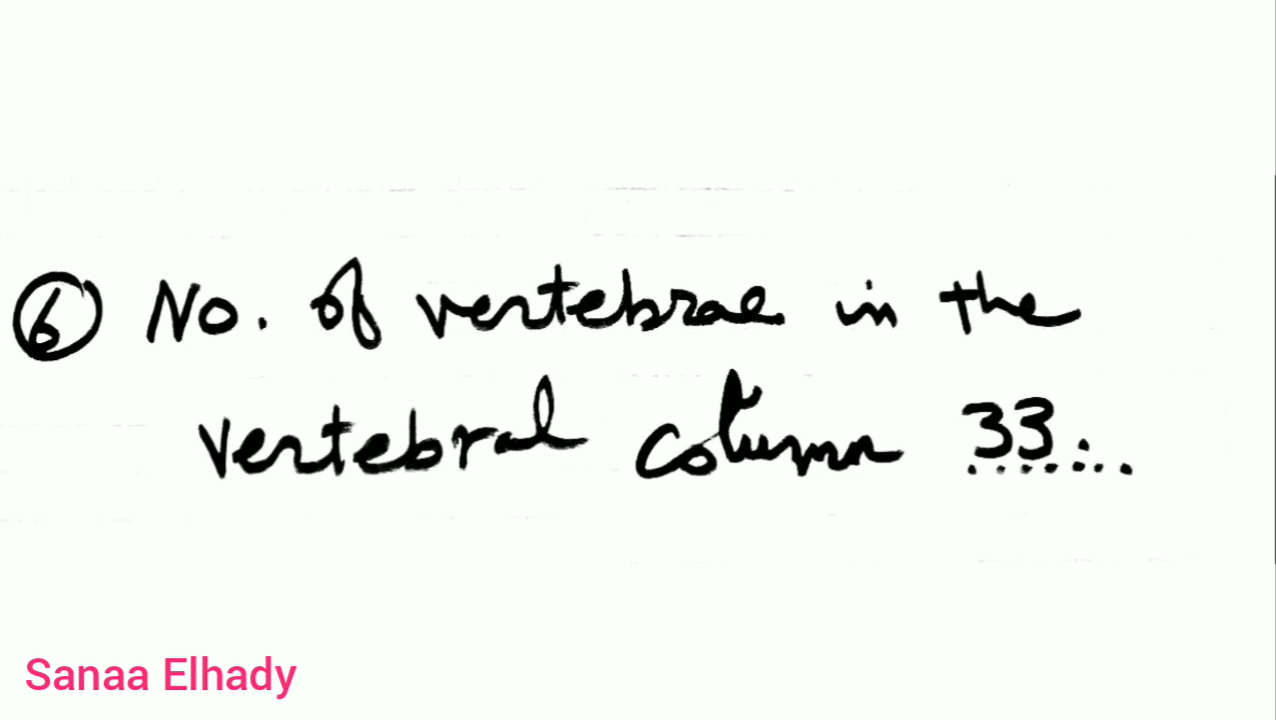 ⑥ No. of vertebrae in the
vertebral column 33.......
Sanaa Elhady